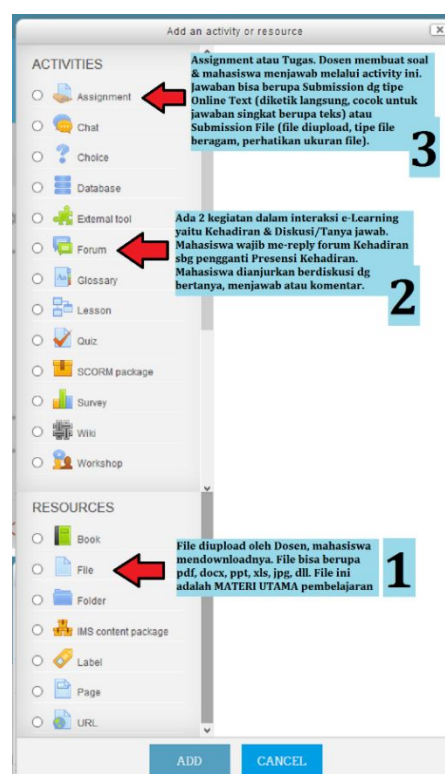 Add an activity or resource
ACTIVITIES
Assignment
Chat
Choice
Database
External tool
Forum
Glossary
Lesson
Quiz
SCORM package
Survey
Wiki
Workshop
Assignment atau Tugas. Dosen membuat soal
& mahasiswa menjawab melalui activity ini.
Jawaban bisa berupa Submission dg tipe
Online Text (diketik langsung, cocok untuk
jawaban singkat berupa teks) atau
Submission File (file diupload, tipe file
beragam, perhatikan ukuran file).
3
Ada 2 kegiatan dalam interaksi e-Learning
yaitu Kehadiran & Diskusi/Tanya jawab.
Mahasiswa wajib me-reply forum Kehadiran
sbg pengganti Presensi Kehadiran.
Mahasiswa dianjurkan berdiskusi dg
bertanya, menjawab atau komentar.
2
RESOURCES
Book
File
Folder
IMS content package
Label
Page
URL
File diupload oleh Dosen, mahasiswa
mendownloadnya. File bisa berupa
pdf, docx, ppt, xls, jpg, dll. File ini
adalah MATERI UTAMA pembelajaran
1
ADD
CANCEL